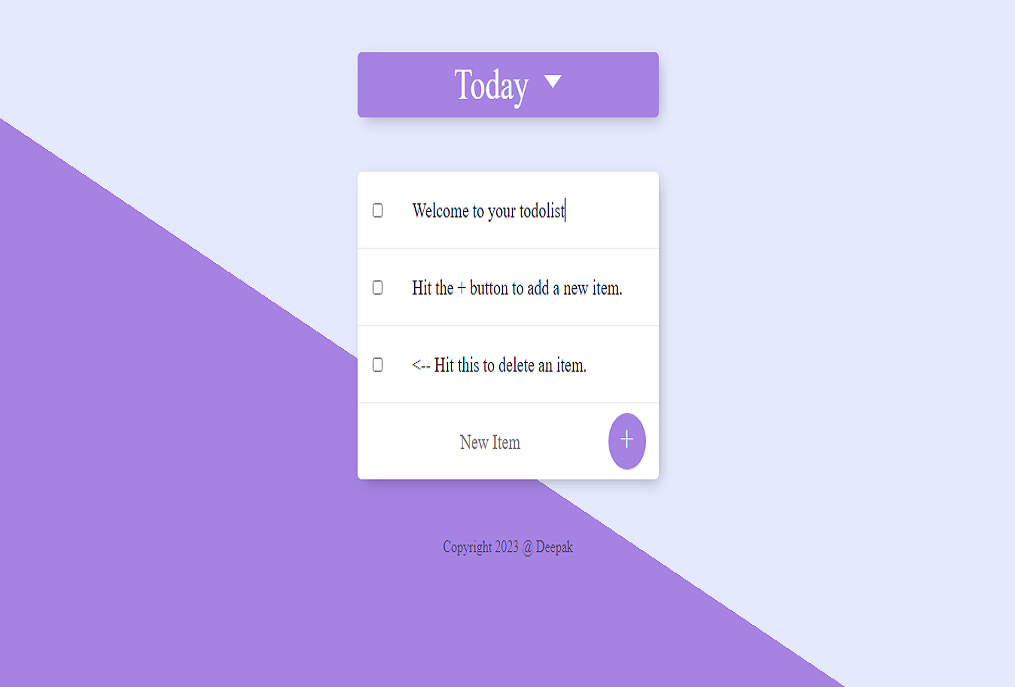 Today
Welcome to your todolist
Hit the + button to add a new item.
<-- Hit this to delete an item.
New Item +
Copyright 2023 @ Deepak